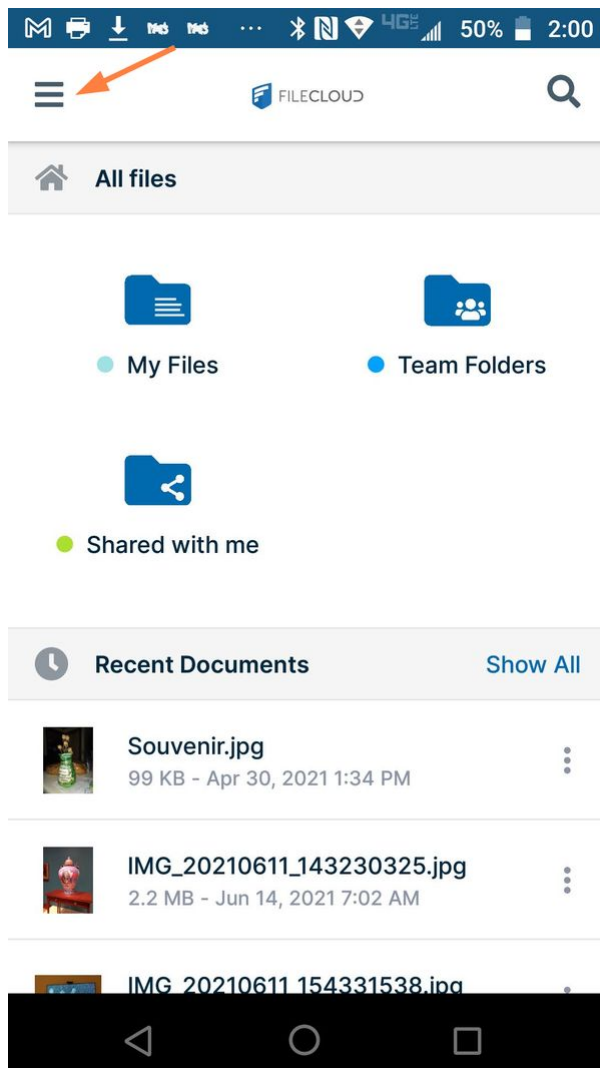 4G LTE 50% 2:00
FILECLOUD
All files
My Files
Team Folders
Shared with me
Recent Documents Show All
Souvenir.jpg
99 KB - Apr 30, 2021 1:34 PM
IMG_20210611_143230325.jpg
2.2 MB - Jun 14, 2021 7:02 AM
IMG_20210611_154331538.jpg